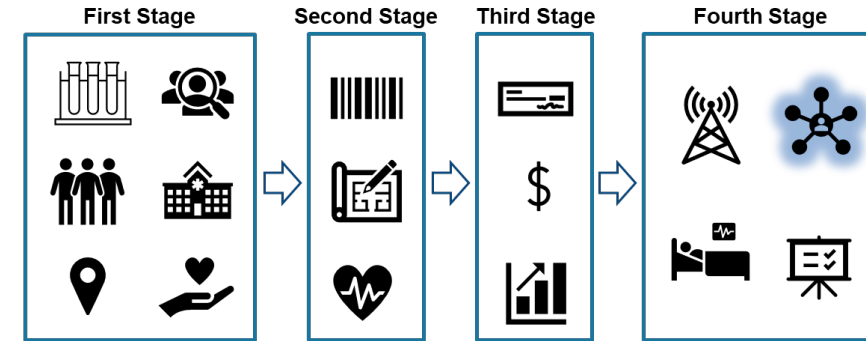 First Stage
Second Stage
Third Stage
Fourth Stage
$